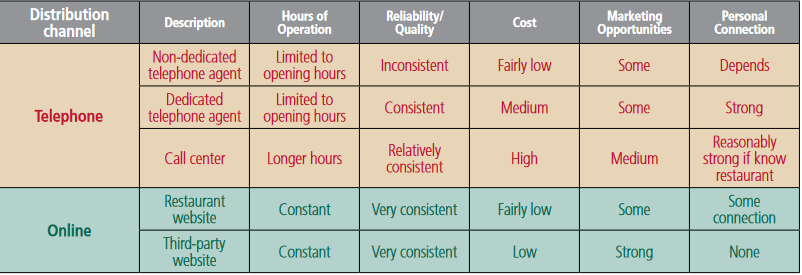 Distribution channel Description Hours of Operation Reliability/Quality Cost Marketing Opportunities Personal Connection
Telephone
Non-dedicated telephone agent Limited to opening hours Inconsistent Fairly low Some Depends
Dedicated telephone agent Limited to opening hours Consistent Medium Some Strong
Call center Longer hours Relatively consistent High Medium Reasonably strong if know restaurant
Online
Restaurant website Constant Very consistent Fairly low Some Some connection
Third-party website Constant Very consistent Low Strong None